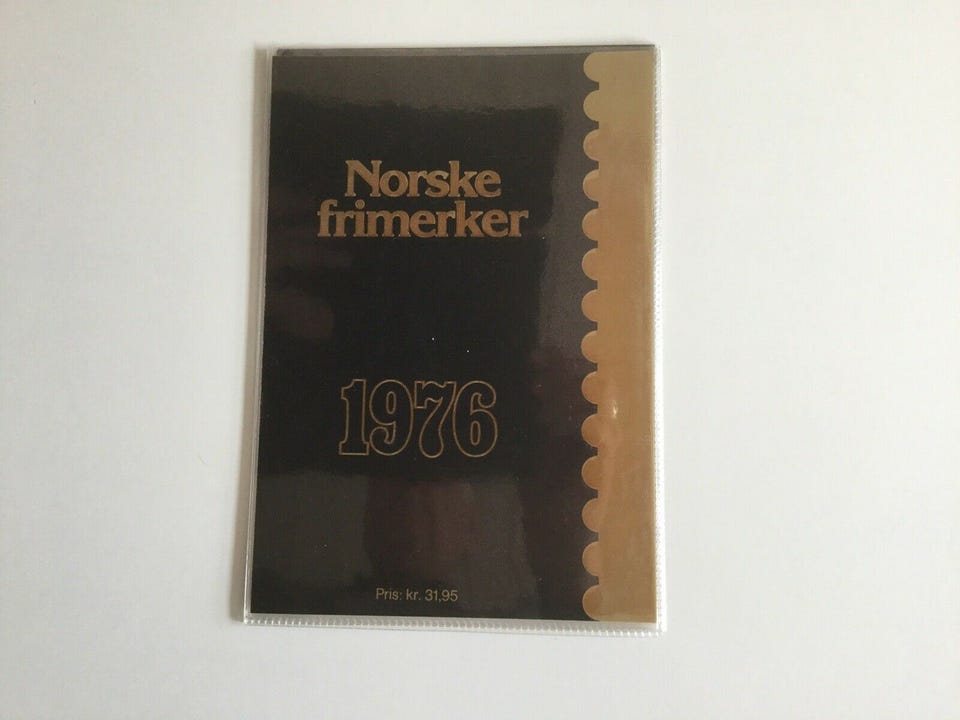 Norske
frimerker
1976
Pris: kr. 31,95